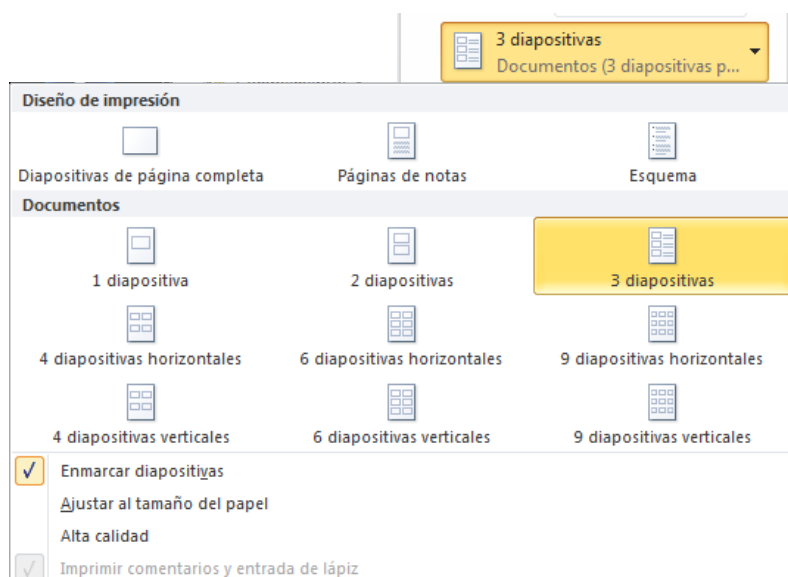 3 diapositivas
Documentos (3 diapositivas p...
Diseño de impresión
Diapositivas de página completa
Páginas de notas
Esquema
Documentos
1 diapositiva
2 diapositivas
3 diapositivas
4 diapositivas horizontales
6 diapositivas horizontales
9 diapositivas horizontales
4 diapositivas verticales
6 diapositivas verticales
9 diapositivas verticales
Enmarcar diapositivas
Ajustar al tamaño del papel
Alta calidad
Imprimir comentarios y entrada de lápiz